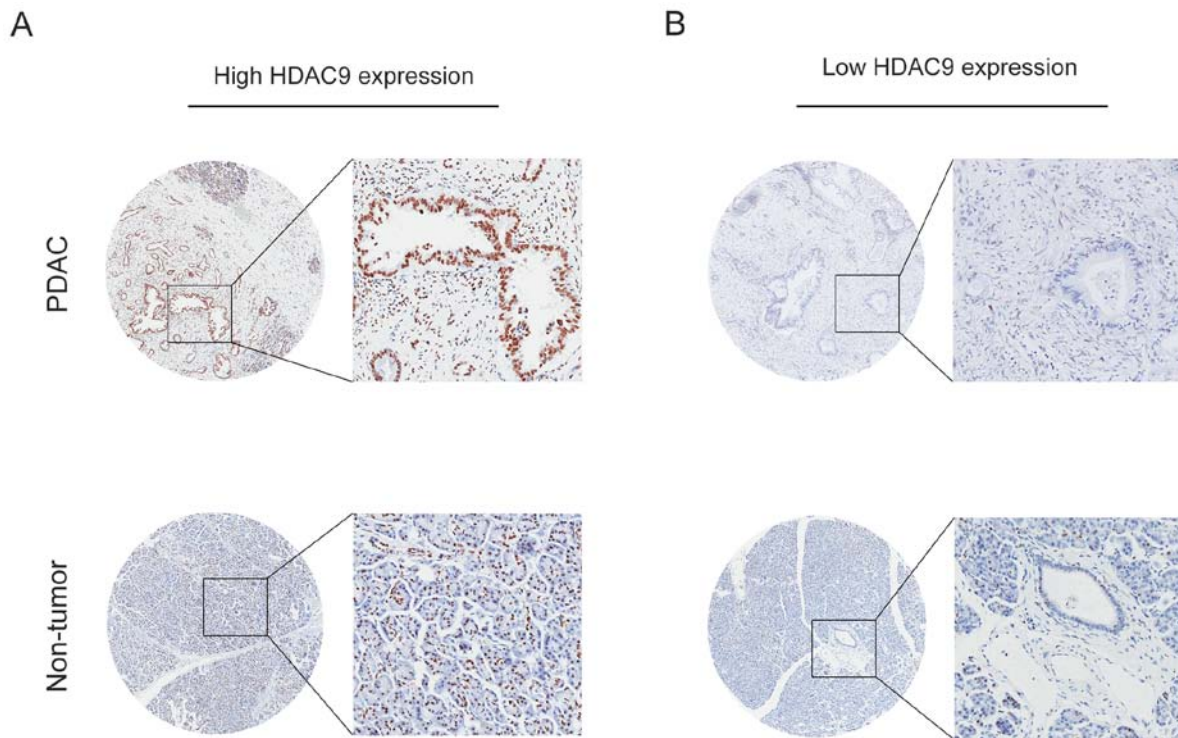 A
High HDAC9 expression
B
Low HDAC9 expression
PDAC
Non-tumor